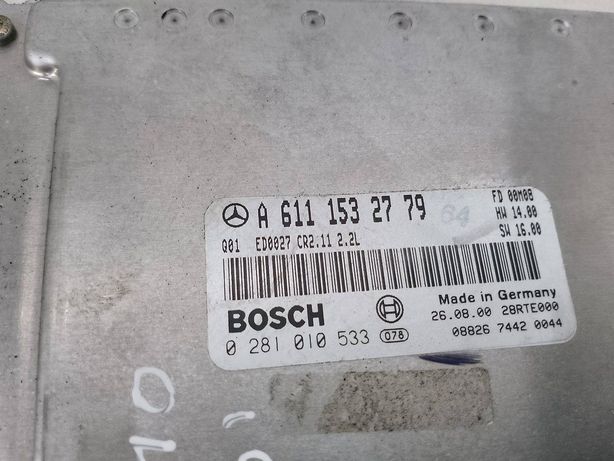 A 611 153 27 79 64
FD 00M08
HW 14.00
SW 16.00
Q01 ED0027 CR2.11 2.2L
BOSCH
Made in Germany
26.08.00 28RTE000
0 281 010 533 078
08826 7442 0044
10